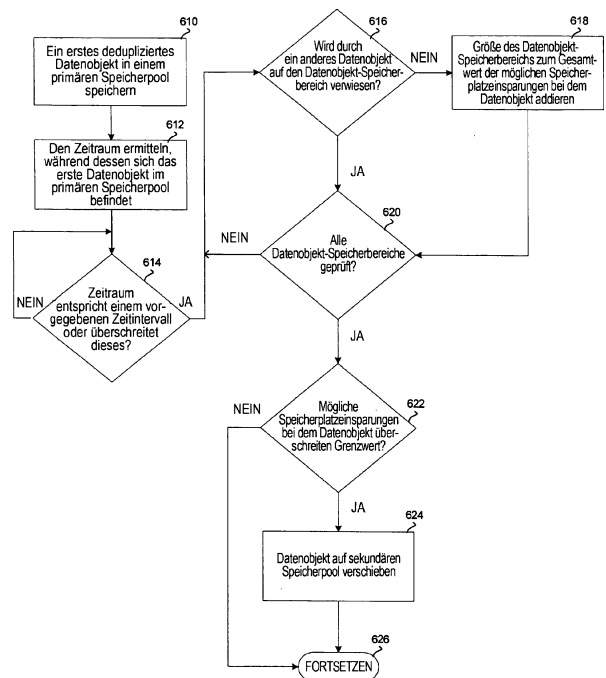 610
Ein erstes dedupliziertes
Datenobjekt in einem
primären Speicherpool
speichern
612
Den Zeitraum ermitteln,
während dessen sich das
erste Datenobjekt im
primären Speicherpool
befindet
614
NEIN
Zeitraum
entspricht einem vor-
gegebenen Zeitintervall
oder überschreitet
dieses?
JA
616
Wird durch
ein anderes Datenobjekt
auf den Datenobjekt-Speicher-
bereich verwiesen?
NEIN
JA
618
Größe des Datenobjekt-
Speicherbereichs zum Gesamt-
wert der möglichen Speicher-
platzeinsparungen bei dem
Datenobjekt addieren
620
NEIN
Alle
Datenobjekt-Speicherbereiche
geprüft?
JA
622
NEIN
Mögliche
Speicherplatzeinsparungen
bei dem Datenobjekt über-
schreiten Grenzwert?
JA
624
Datenobjekt auf sekundären
Speicherpool verschieben
626
FORTSETZEN